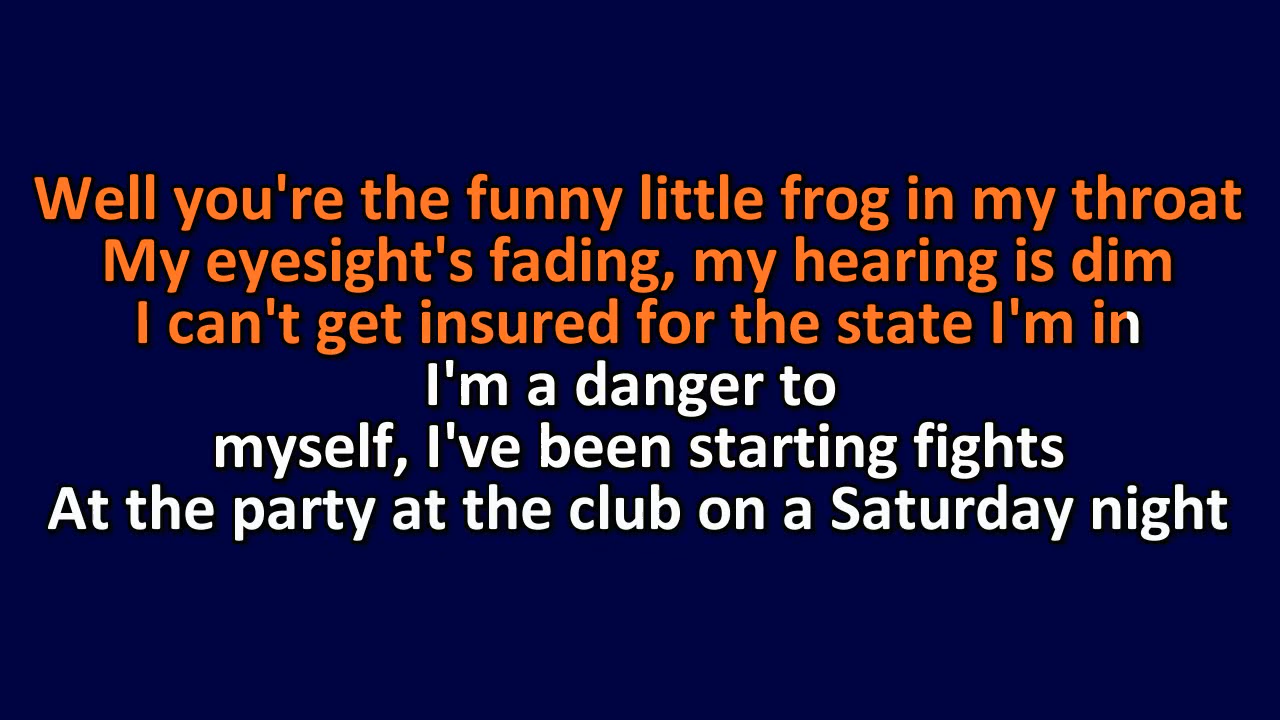 Well you're the funny little frog in my throat
My eyesight's fading, my hearing is dim
I can't get insured for the state I'm in
I'm a danger to
myself, I've been starting fights
At the party at the club on a Saturday night